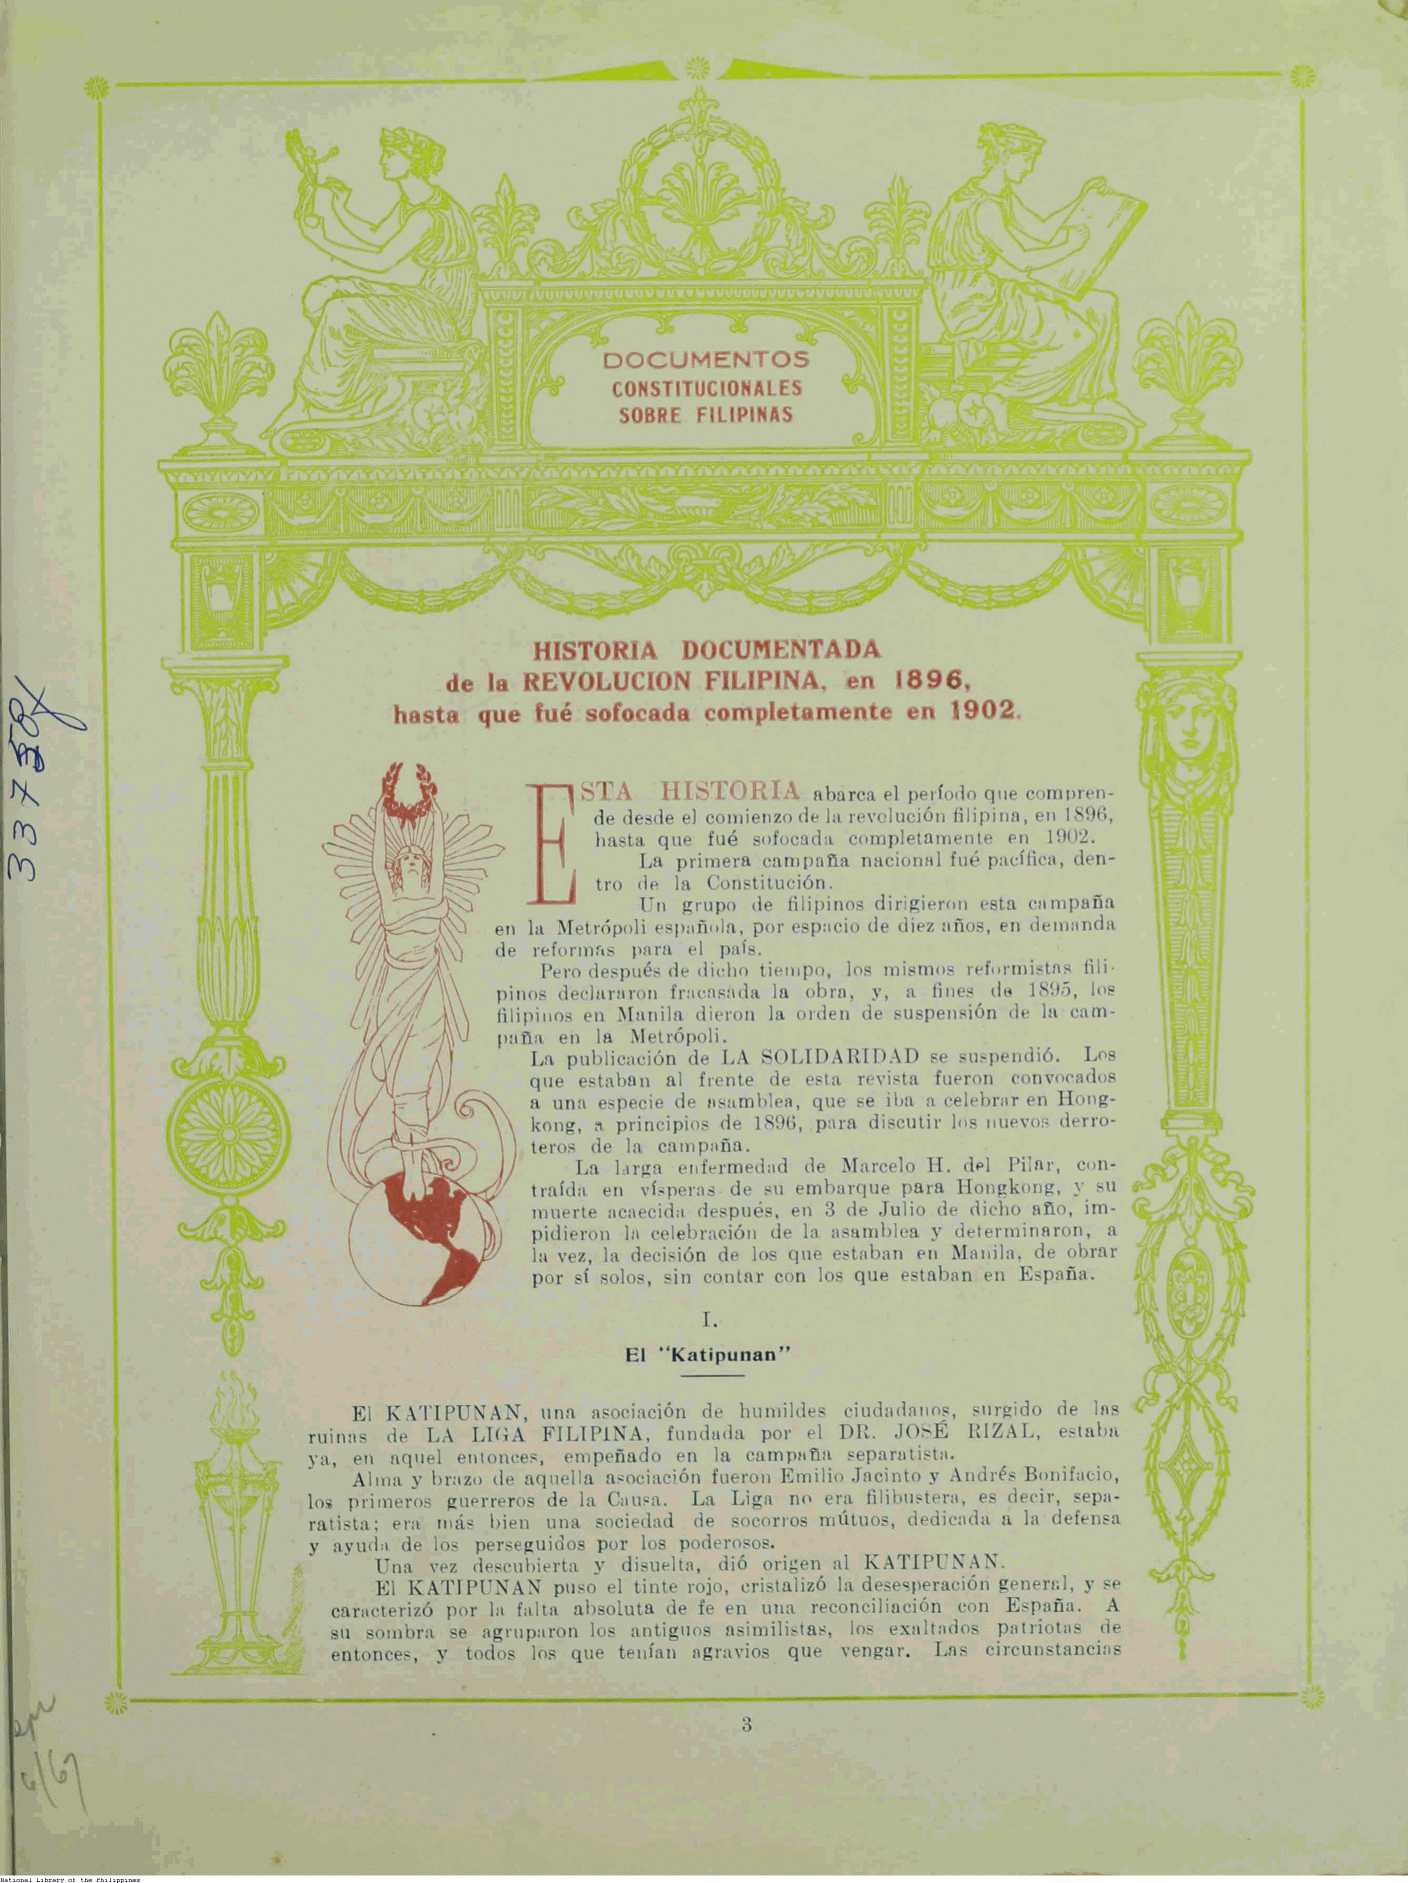 DOCUMENTOS
CONSTITUCIONALES
SOBRE FILIPINAS
HISTORIA DOCUMENTADA
de la REVOLUCION FILIPINA, en 1896,
hasta que fué sofocada completamente en 1902.
ESTA HISTORIA abarca el período que compren-
de desde el comienzo de la revolución filipina, en 1896,
hasta que fué sofocada completamente en 1902.
La primera campaña nacional fué pacífica, den-
tro de la Constitución.
Un grupo de filipinos dirigieron esta campaña
en la Metrópoli española, por espacio de diez años, en demanda
de reformas para el país.
Pero después de dicho tiempo, los mismos reformistas fili-
pinos declararon fracasada la obra, y, a fines de 1895, los
filipinos en Manila dieron la orden de suspensión de la cam-
paña en la Metrópoli.
La publicación de LA SOLIDARIDAD se suspendió. Los
que estaban al frente de esta revista fueron convocados
a una especie de asamblea, que se iba a celebrar en Hong-
kong, a principios de 1896, para discutir los nuevos derro-
teros de la campaña.
La larga enfermedad de Marcelo H. del Pilar, con-
traída en vísperas de su embarque para Hongkong, y su
muerte acaecida después, en 3 de Julio de dicho año, im-
pidieron la celebración de la asamblea y determinaron, a
la vez, la decisión de los que estaban en Manila, de obrar
por sí solos, sin contar con los que estaban en España.
I.
El "Katipunan"
El KATIPUNAN, una asociación de humildes ciudadanos, surgido de las
ruinas de LA LIGA FILIPINA, fundada por el DR. JOSÉ RIZAL, estaba
ya, en aquel entonces, empeñado en la campaña separatista.
Alma y brazo de aquella asociación fueron Emilio Jacinto y Andrés Bonifacio,
los primeros guerreros de la Causa. La Liga no era filibustera, es decir, sepa-
ratista; era más bien una sociedad de socorros mútuos, dedicada a la defensa
y ayuda de los perseguidos por los poderosos.
Una vez descubierta y disuelta, dió origen al KATIPUNAN.
El KATIPUNAN puso el tinte rojo, cristalizó la desesperación general, y se
caracterizó por la falta absoluta de fe en una reconciliación con España. A
su sombra se agruparon los antiguos asimilistas, los exaltados patriotas de
entonces, y todos los que tenían agravios que vengar. Las circunstancias
3
National Library of the Philippines